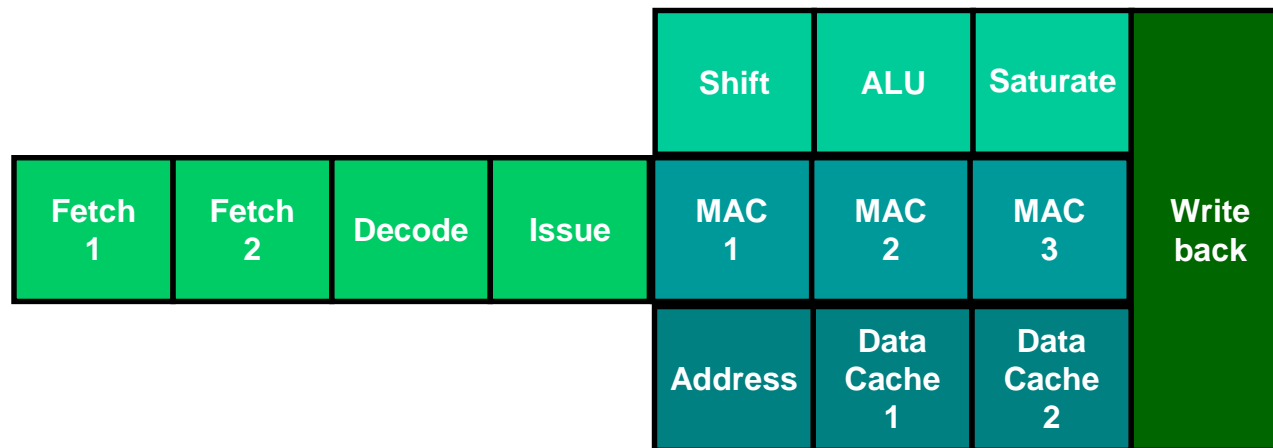 Shift
ALU
Saturate
Fetch
1
Fetch
2
Decode
Issue
MAC
1
MAC
2
MAC
3
Write
back
Address
Data
Cache
1
Data
Cache
2